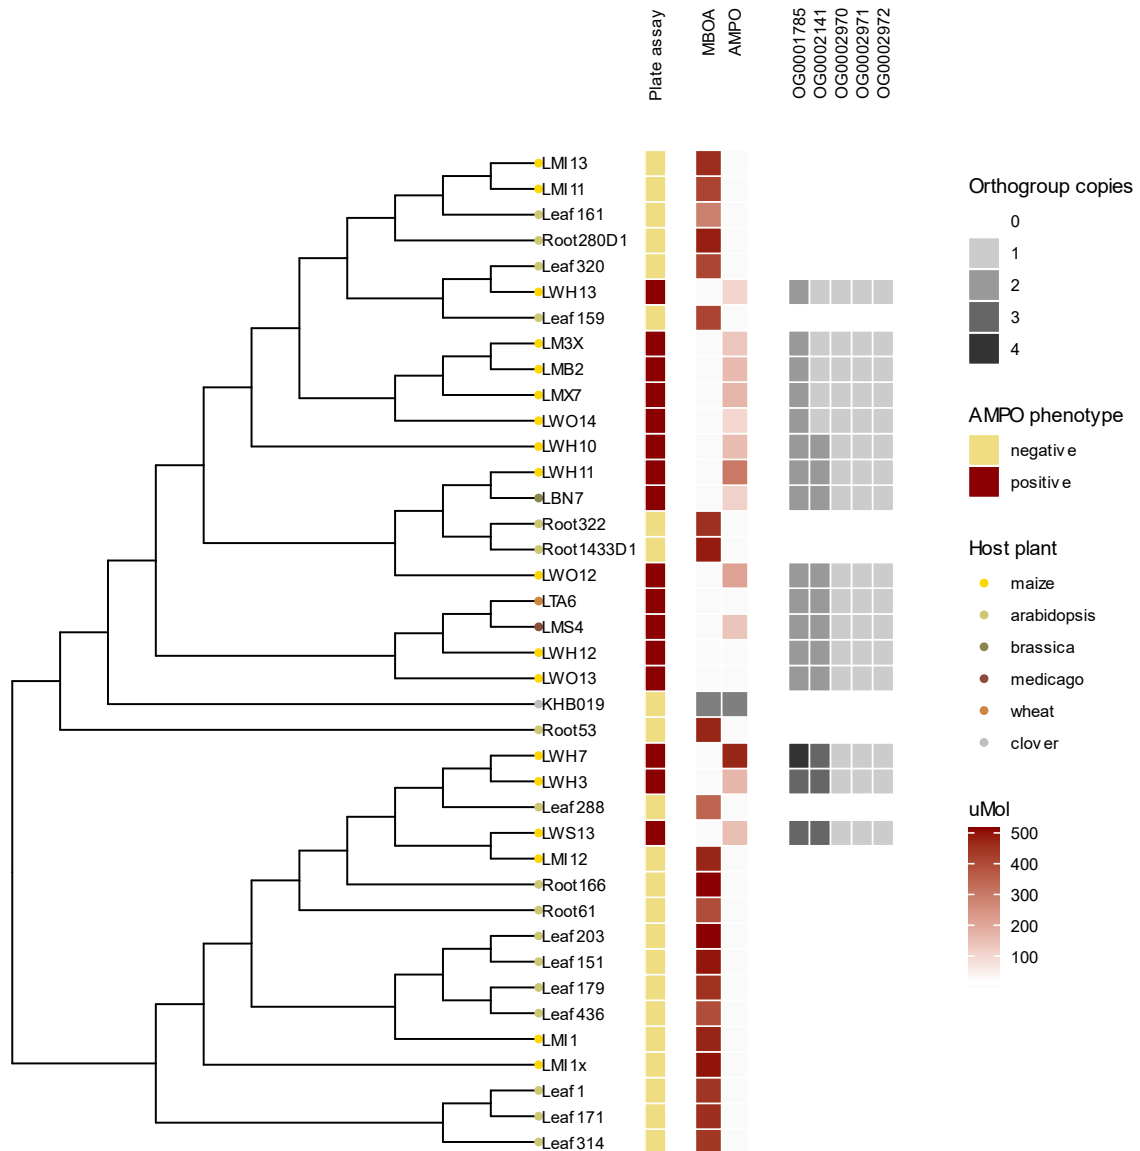 Plate assay
MBOA
AMPO
OG0001785
OG0002141
OG0002970
OG0002971
OG0002972
LMI13
LMI11
Leaf161
Root280D1
Leaf320
LWH13
Leaf159
LM3X
LMB2
LMX7
LWO14
LWH10
LWH11
LBN7
Root322
Root1433D1
LWO12
LTA6
LMS4
LWH12
LWO13
KHB019
Root53
LWH7
LWH3
Leaf288
LWS13
LMI12
Root166
Root61
Leaf203
Leaf151
Leaf179
Leaf436
LMI1
LMI1x
Leaf1
Leaf171
Leaf314
Orthogroup copies
0
1
2
3
4
AMPO phenotype
negative
positive
Host plant
maize
arabidopsis
brassica
medicago
wheat
clover
uMol
500
400
300
200
100